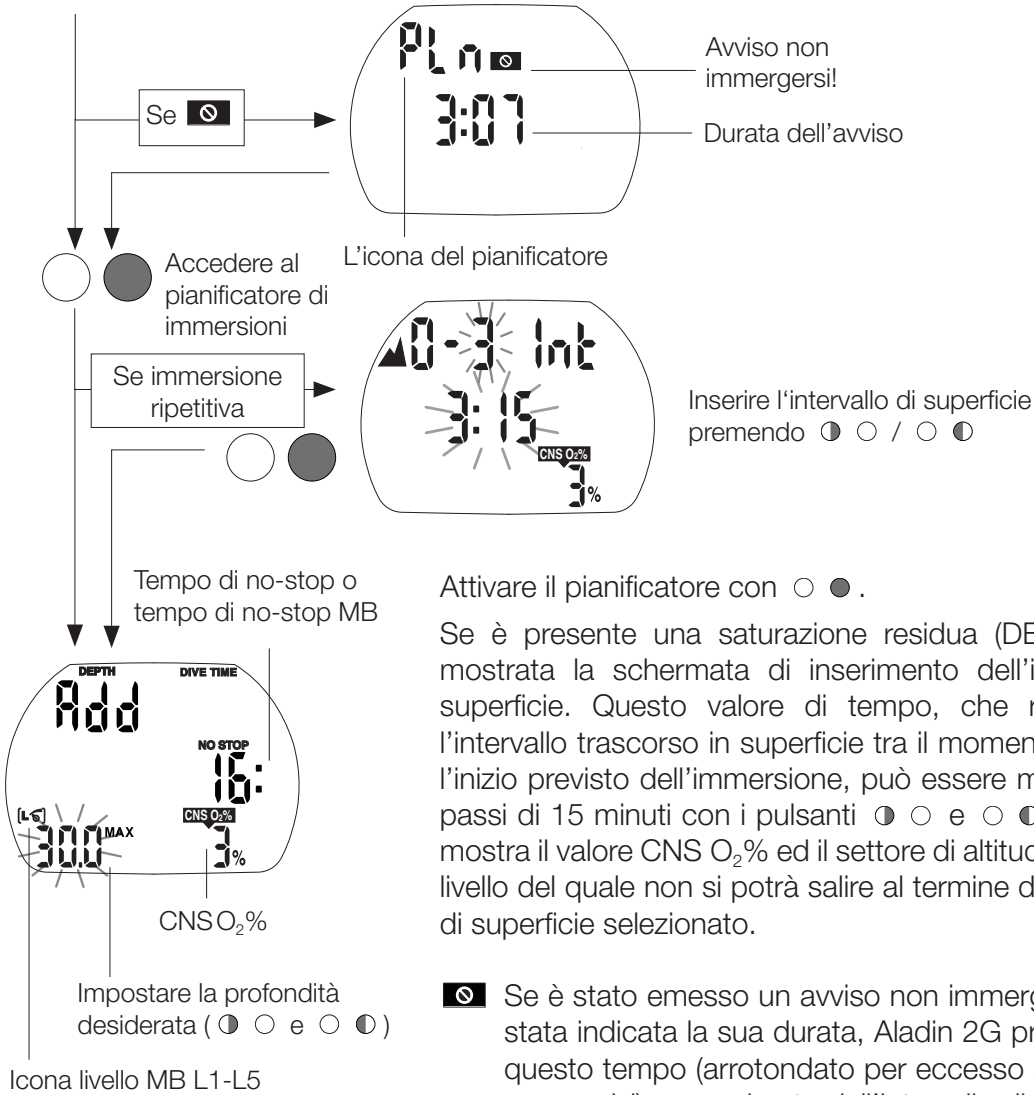 PLn
Avviso non
immergersi!
Se
3:07
Durata dell'avviso
L'icona del pianificatore
Accedere al
pianificatore di
immersioni
0-3 Int
Se immersione
ripetitiva
3:15
CNS O₂%
3%
Inserire l'intervallo di superficie
premendo ◑ ○ / ○ ◐
Tempo di no-stop o
tempo di no-stop MB
DEPTH DIVE TIME
Add
NO STOP
16:
CNS O₂%
30.0 MAX 3%
CNS O₂%
Impostare la profondità
desiderata ( ◑ ○ e ○ ◐ )
Icona livello MB L1-L5
Attivare il pianificatore con ○ ● .
Se è presente una saturazione residua
mostrata la schermata di inserimento
superficie. Questo valore di tempo, che
l'intervallo trascorso in superficie tra il
l'inizio previsto dell'immersione, può essere
passi di 15 minuti con i pulsanti ◑ ○ e ○ ◐
mostra il valore CNS O₂% ed il settore di
livello del quale non si potrà salire al termine
di superficie selezionato.
Se è stato emesso un avviso non
stata indicata la sua durata, Aladin 2G
questo tempo (arrotondato per eccesso